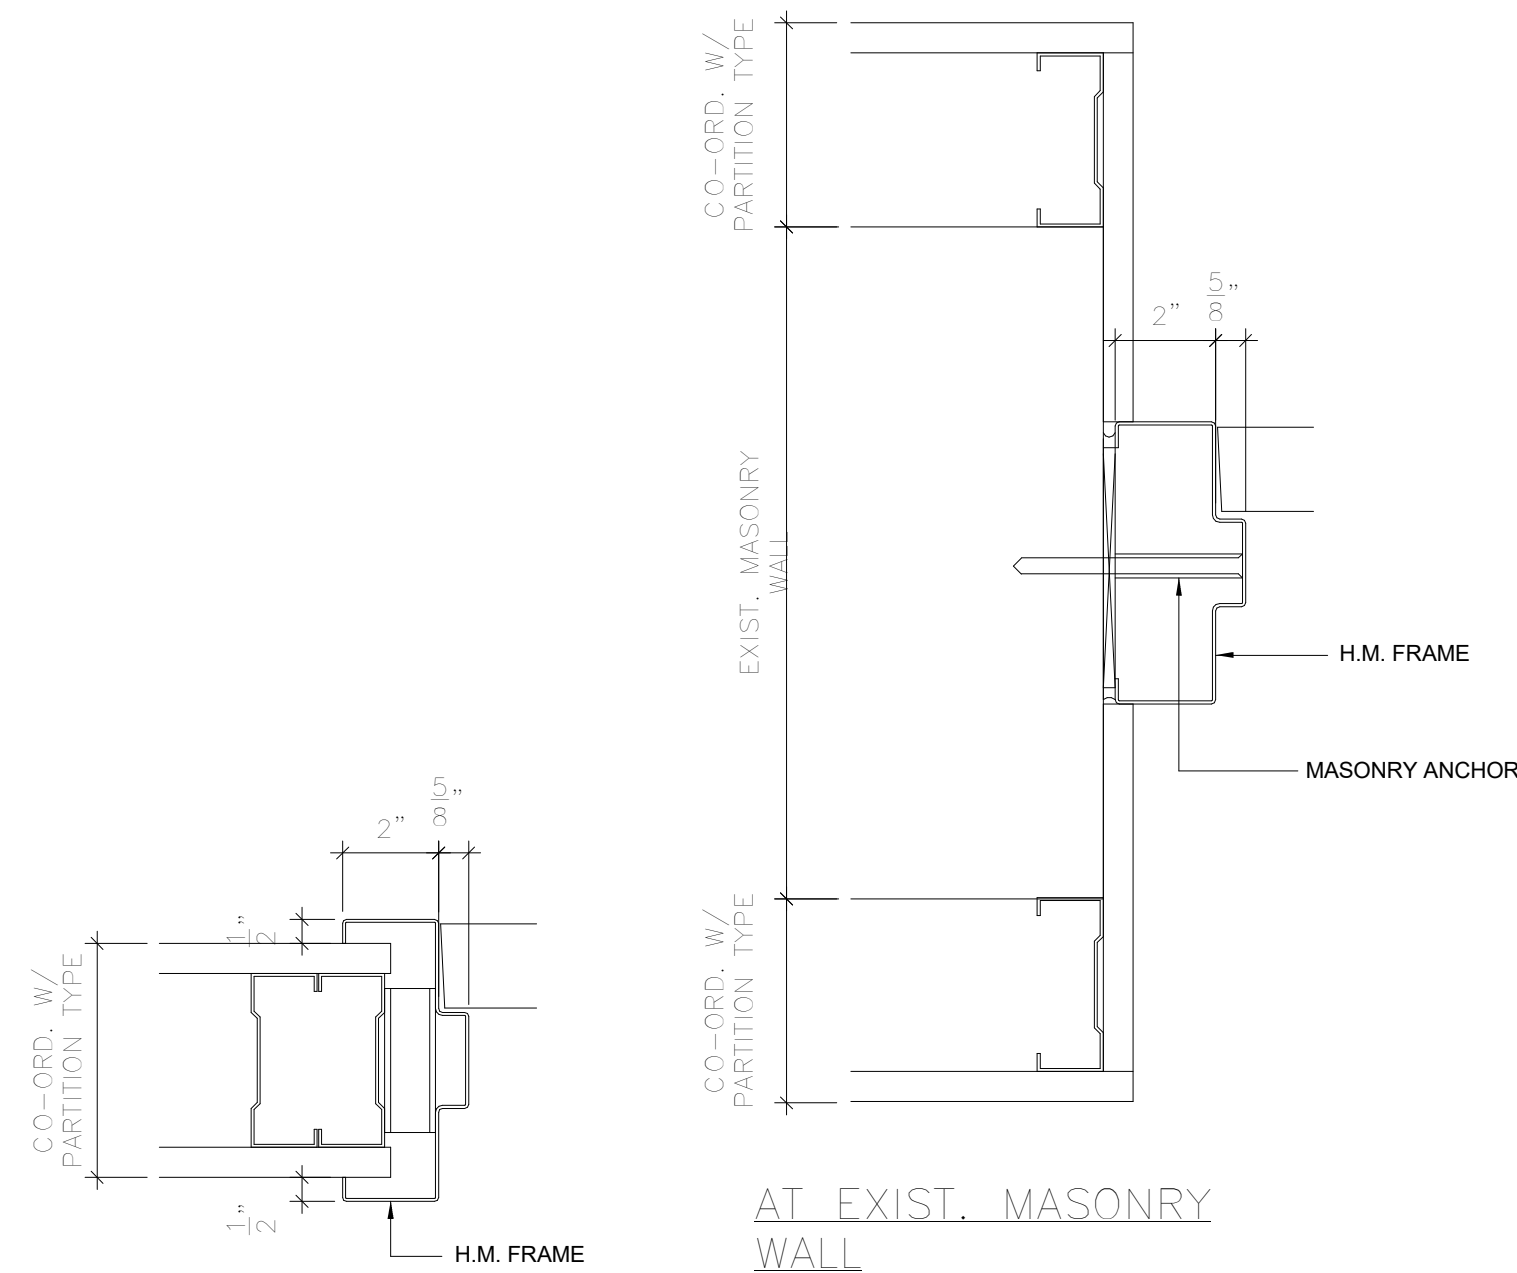 CO-ORD. W/
PARTITION TYPE
5/8"
2"
EXIST. MASONRY
WALL
H.M. FRAME
MASONRY ANCHOR
CO-ORD. W/
PARTITION TYPE
AT EXIST. MASONRY
WALL
5/8"
2"
1/2"
CO-ORD. W/
PARTITION TYPE
1/2"
H.M. FRAME